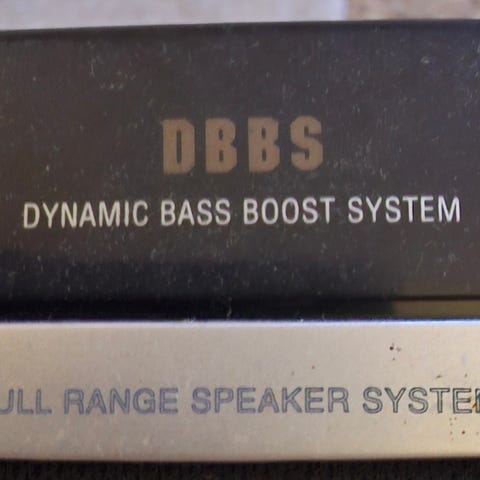 DBBS
DYNAMIC BASS BOOST SYSTEM
ULL RANGE SPEAKER SYSTE